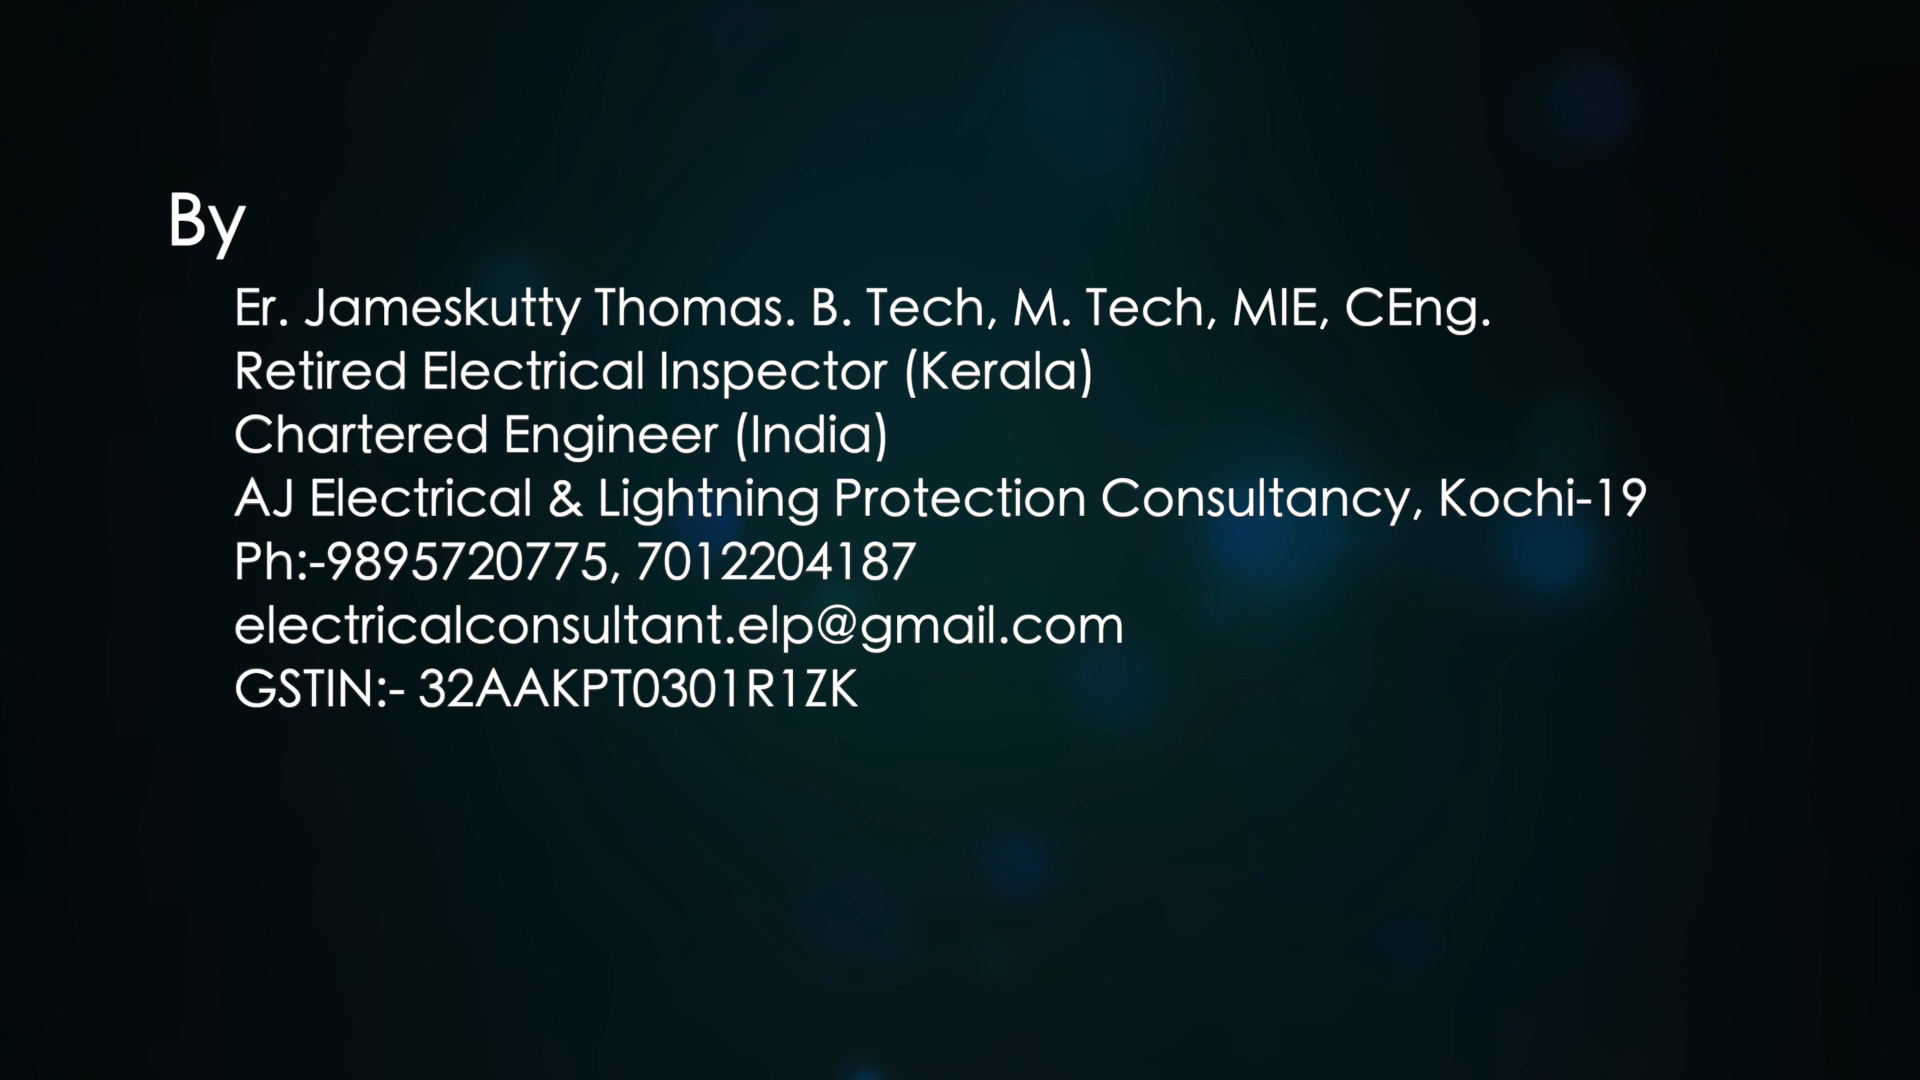 By
Er. Jameskutty Thomas. B. Tech, M. Tech, MIE, CEng.
Retired Electrical Inspector (Kerala)
Chartered Engineer (India)
AJ Electrical & Lightning Protection Consultancy, Kochi-19
Ph:-9895720775, 7012204187
electricalconsultant.elp@gmail.com
GSTIN:- 32AAKPT0301R1ZK